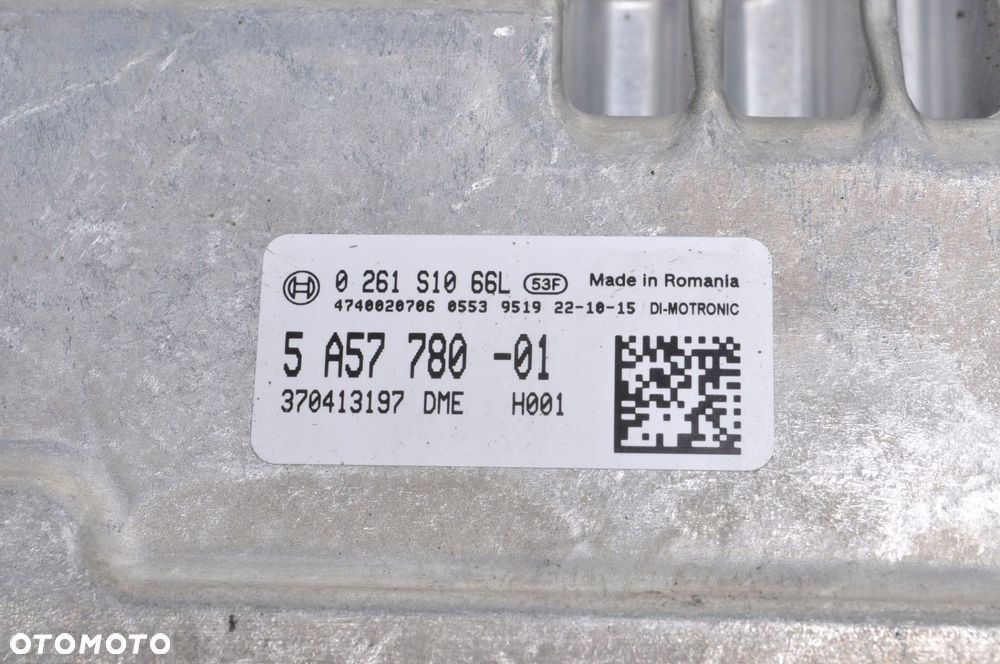 0 261 S10 66L 53F Made in Romania
4740020706 0553 9519 22-10-15 DI-MOTRONIC
5 A57 780 -01
370413197 DME H001
OTOMOTO